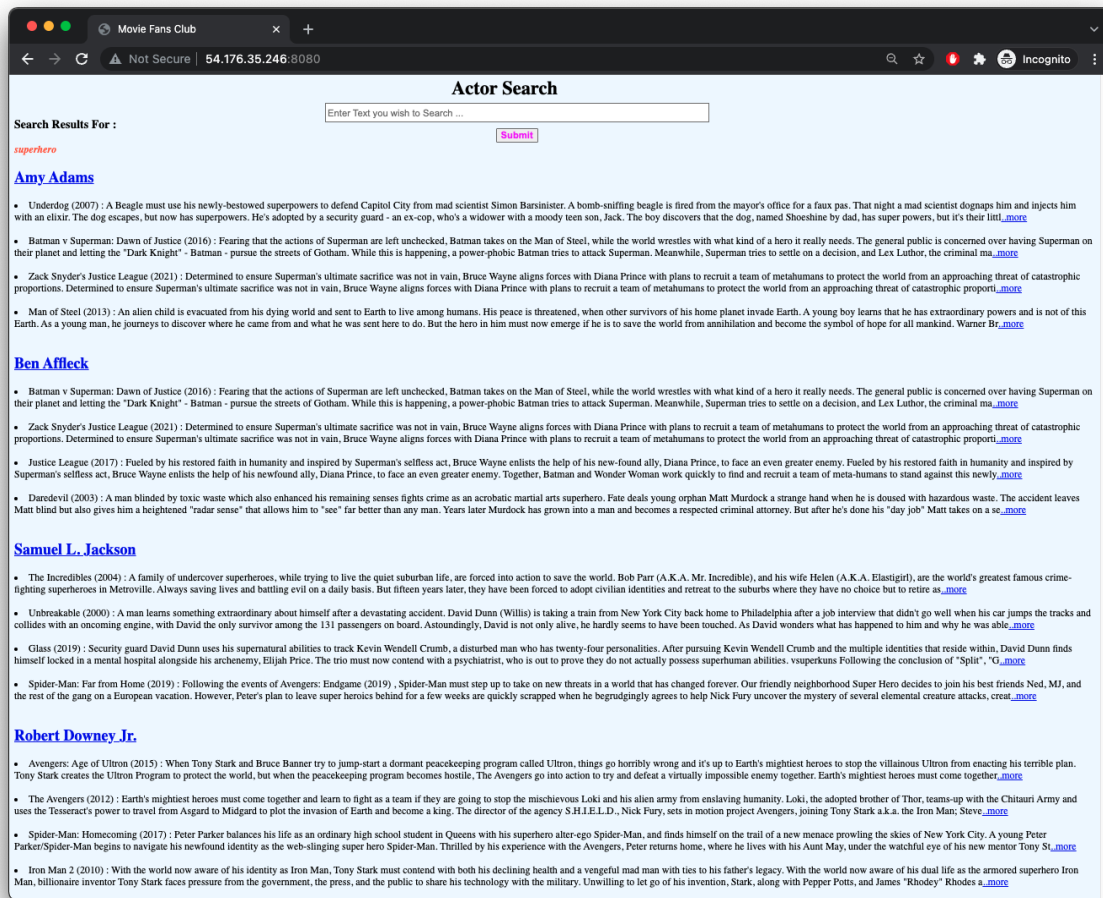 Movie Fans Club
Not Secure | 54.176.35.246:8080
Incognito
Actor Search
Enter Text you wish to Search ...
Search Results For :
Submit
superhero
Amy Adams
• Underdog (2007) : A Beagle must use his newly-bestowed superpowers to defend Capitol City from mad scientist Simon Barsinister. A bomb-sniffing beagle is fired from the mayor's office for a faux pas. That night a mad scientist dognaps him and injects him
with an elixir. The dog escapes, but now has superpowers. He's adopted by a security guard - an ex-cop, who's a widower with a moody teen son, Jack. The boy discovers that the dog, named Shoeshine by dad, has super powers, but it's their littl...more
• Batman v Superman: Dawn of Justice (2016) : Fearing that the actions of Superman are left unchecked, Batman takes on the Man of Steel, while the world wrestles with what kind of a hero it really needs. The general public is concerned over having Superman on
their planet and letting the "Dark Knight" - Batman - pursue the streets of Gotham. While this is happening, a power-phobic Batman tries to attack Superman. Meanwhile, Superman tries to settle on a decision, and Lex Luthor, the criminal ma...more
• Zack Snyder's Justice League (2021) : Determined to ensure Superman's ultimate sacrifice was not in vain, Bruce Wayne aligns forces with Diana Prince with plans to recruit a team of metahumans to protect the world from an approaching threat of catastrophic
proportions. Determined to ensure Superman's ultimate sacrifice was not in vain, Bruce Wayne aligns forces with Diana Prince with plans to recruit a team of metahumans to protect the world from an approaching threat of catastrophic proporti...more
• Man of Steel (2013) : An alien child is evacuated from his dying world and sent to Earth to live among humans. His peace is threatened, when other survivors of his home planet invade Earth. A young boy learns that he has extraordinary powers and is not of this
Earth. As a young man, he journeys to discover where he came from and what he was sent here to do. But the hero in him must now emerge if he is to save the world from annihilation and become the symbol of hope for all mankind. Warner Br...more
Ben Affleck
• Batman v Superman: Dawn of Justice (2016) : Fearing that the actions of Superman are left unchecked, Batman takes on the Man of Steel, while the world wrestles with what kind of a hero it really needs. The general public is concerned over having Superman on
their planet and letting the "Dark Knight" - Batman - pursue the streets of Gotham. While this is happening, a power-phobic Batman tries to attack Superman. Meanwhile, Superman tries to settle on a decision, and Lex Luthor, the criminal ma...more
• Zack Snyder's Justice League (2021) : Determined to ensure Superman's ultimate sacrifice was not in vain, Bruce Wayne aligns forces with Diana Prince with plans to recruit a team of metahumans to protect the world from an approaching threat of catastrophic
proportions. Determined to ensure Superman's ultimate sacrifice was not in vain, Bruce Wayne aligns forces with Diana Prince with plans to recruit a team of metahumans to protect the world from an approaching threat of catastrophic proporti...more
• Justice League (2017) : Fueled by his restored faith in humanity and inspired by Superman's selfless act, Bruce Wayne enlists the help of his new-found ally, Diana Prince, to face an even greater enemy. Fueled by his restored faith in humanity and inspired by
Superman's selfless act, Bruce Wayne enlists the help of his newfound ally, Diana Prince, to face an even greater enemy. Together, Batman and Wonder Woman work quickly to find and recruit a team of meta-humans to stand against this newly...more
• Daredevil (2003) : A man blinded by toxic waste which also enhanced his remaining senses fights crime as an acrobatic martial arts superhero. Fate deals young orphan Matt Murdock a strange hand when he is doused with hazardous waste. The accident leaves
Matt blind but also gives him a heightened "radar sense" that allows him to "see" far better than any man. Years later Murdock has grown into a man and becomes a respected criminal attorney. But after he's done his "day job" Matt takes on a se...more
Samuel L. Jackson
• The Incredibles (2004) : A family of undercover superheroes, while trying to live the quiet suburban life, are forced into action to save the world. Bob Parr (A.K.A. Mr. Incredible), and his wife Helen (A.K.A. Elastigirl), are the world's greatest famous crime-
fighting superheroes in Metroville. Always saving lives and battling evil on a daily basis. But fifteen years later, they have been forced to adopt civilian identities and retreat to the suburbs where they have no choice but to retire as...more
• Unbreakable (2000) : A man learns something extraordinary about himself after a devastating accident. David Dunn (Willis) is taking a train from New York City back home to Philadelphia after a job interview that didn't go well when his car jumps the tracks and
collides with an oncoming engine, with David the only survivor among the 131 passengers on board. Astoundingly, David is not only alive, he hardly seems to have been touched. As David wonders what has happened to him and why he was able...more
• Glass (2019) : Security guard David Dunn uses his supernatural abilities to track Kevin Wendell Crumb, a disturbed man who has twenty-four personalities. After pursuing Kevin Wendell Crumb and the multiple identities that reside within, David Dunn finds
himself locked in a mental hospital alongside his archenemy, Elijah Price. The trio must now contend with a psychiatrist, who is out to prove they do not actually possess superhuman abilities. vsuperkuns Following the conclusion of "Split", "G...more
• Spider-Man: Far from Home (2019) : Following the events of Avengers: Endgame (2019) , Spider-Man must step up to take on new threats in a world that has changed forever. Our friendly neighborhood Super Hero decides to join his best friends Ned, MJ, and
the rest of the gang on a European vacation. However, Peter's plan to leave super heroics behind for a few weeks are quickly scrapped when he begrudgingly agrees to help Nick Fury uncover the mystery of several elemental creature attacks, creat...more
Robert Downey Jr.
• Avengers: Age of Ultron (2015) : When Tony Stark and Bruce Banner try to jump-start a dormant peacekeeping program called Ultron, things go horribly wrong and it's up to Earth's mightiest heroes to stop the villainous Ultron from enacting his terrible plan.
Tony Stark creates the Ultron Program to protect the world, but when the peacekeeping program becomes hostile, The Avengers go into action to try and defeat a virtually impossible enemy together. Earth's mightiest heroes must come together...more
• The Avengers (2012) : Earth's mightiest heroes must come together and learn to fight as a team if they are going to stop the mischievous Loki and his alien army from enslaving humanity. Loki, the adopted brother of Thor, teams-up with the Chitauri Army and
uses the Tesseract's power to travel from Asgard to Midgard to plot the invasion of Earth and become a king. The director of the agency S.H.I.E.L.D., Nick Fury, sets in motion project Avengers, joining Tony Stark a.k.a. the Iron Man; Steve...more
• Spider-Man: Homecoming (2017) : Peter Parker balances his life as an ordinary high school student in Queens with his superhero alter-ego Spider-Man, and finds himself on the trail of a new menace prowling the skies of New York City. A young Peter
Parker/Spider-Man begins to navigate his newfound identity as the web-slinging super hero Spider-Man. Thrilled by his experience with the Avengers, Peter returns home, where he lives with his Aunt May, under the watchful eye of his new mentor Tony St...more
• Iron Man 2 (2010) : With the world now aware of his identity as Iron Man, Tony Stark must contend with both his declining health and a vengeful mad man with ties to his father's legacy. With the world now aware of his dual life as the armored superhero Iron
Man, billionaire inventor Tony Stark faces pressure from the government, the press, and the public to share his technology with the military. Unwilling to let go of his invention, Stark, along with Pepper Potts, and James "Rhodey" Rhodes a...more